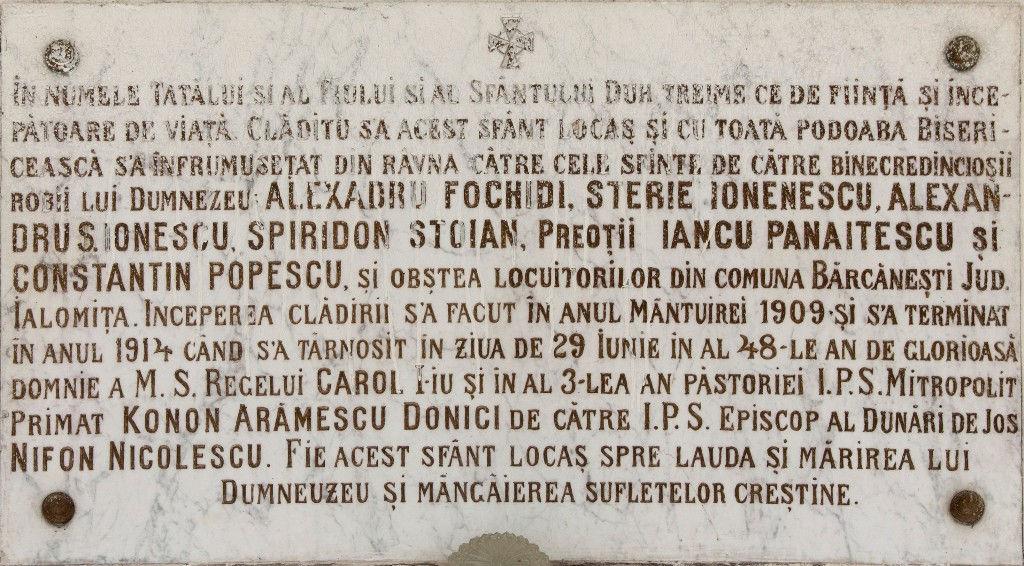 În numele Tatălui și al Fiului și al Sfântului Duh, treime ce de ființă și înce-
pătoare de viață. Clăditu sa acest sfânt locaș și cu toată podoaba Biseri-
cească s'a înfrumusețat din râvna către cele sfinte de către binecredincioșii
robii lui Dumnezeu ALEXABRU FOCHIDI, STERIE IONENESCU, ALEXAN-
DRU S. IONESCU, SPIRIDON STOIAN, Preoții IANCU PANAITESCU și
CONSTANTIN POPESCU, și obștea locuitorilor din comuna Bărcănești Jud.
Ialomița. Inceperea clădirii s'a facut în anul Mântuirei 1909 și s'a terminat
în anul 1914 când s'a târnosit în ziua de 29 Iunie în al 48-le an de glorioasă
domnie a M. S. Regelui CAROL I-iu și în al 3-lea an păstoriei I.P.S. Mitropolit
Primat KONON ARĂMESCU DONICI de către I.P.S. Episcop al Dunări de Jos
NIFON NICOLESCU. Fie acest sfânt locaș spre lauda și mărirea lui
Dumneuzeu și mângăierea sufletelor creștine.